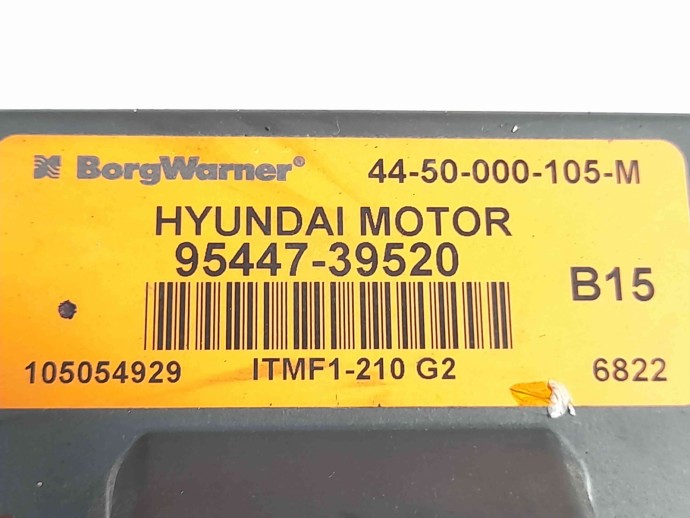 BorgWarner® 44-50-000-105-M
HYUNDAI MOTOR
95447-39520
B15
105054929 ITMF1-210 G2 6822